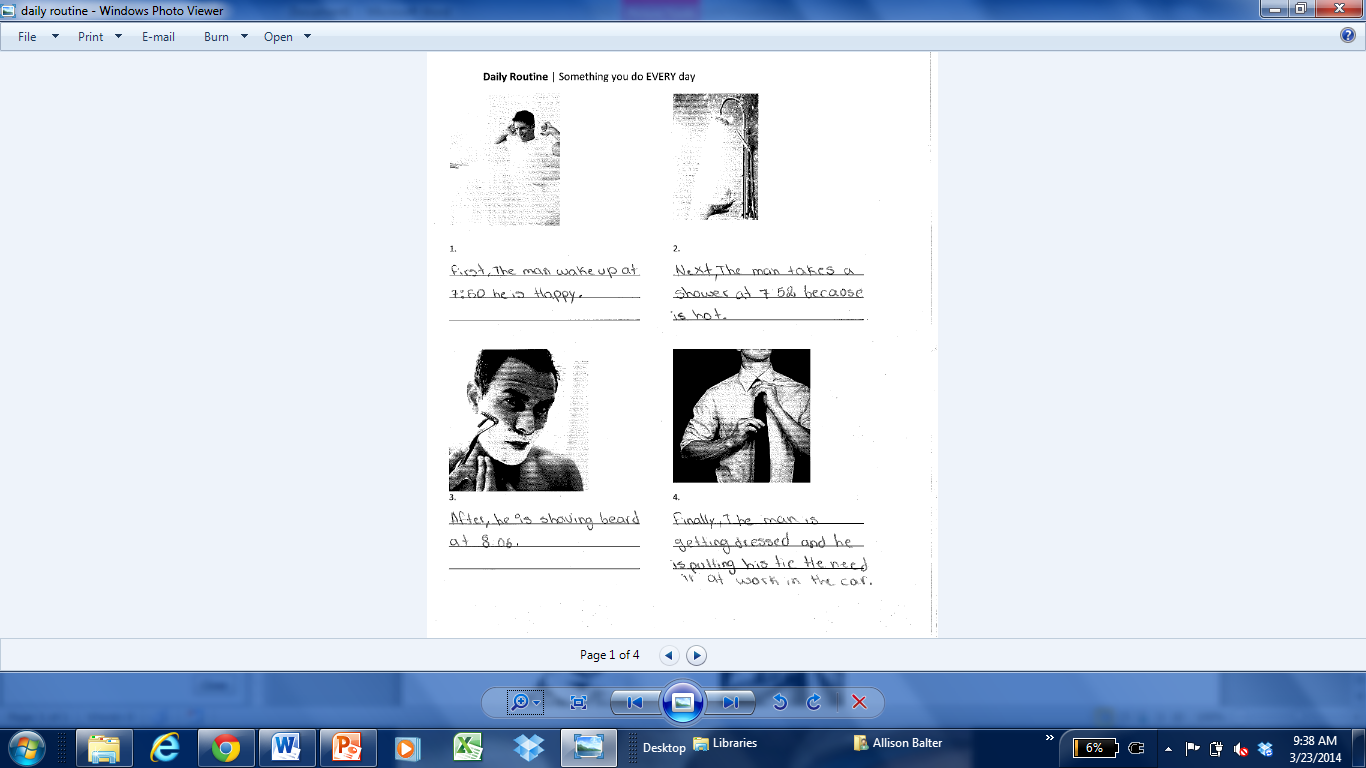 daily routine - Windows Photo Viewer
File Print E-mail Burn Open
Daily Routine | Something you do EVERY day
1.
First, The man wake up at
7:50 he is Happy.
2.
Next, The man takes a
shower at 7 52 because
is hot.
3.
After, he is shaving beard
at 8.06.
4.
Finally, The man is
getting dressed and he
is putting his tie He need
it at work in the car.
Page 1 of 4
Desktop Libraries Allison Balter
» 6% 9:38 AM
3/23/2014